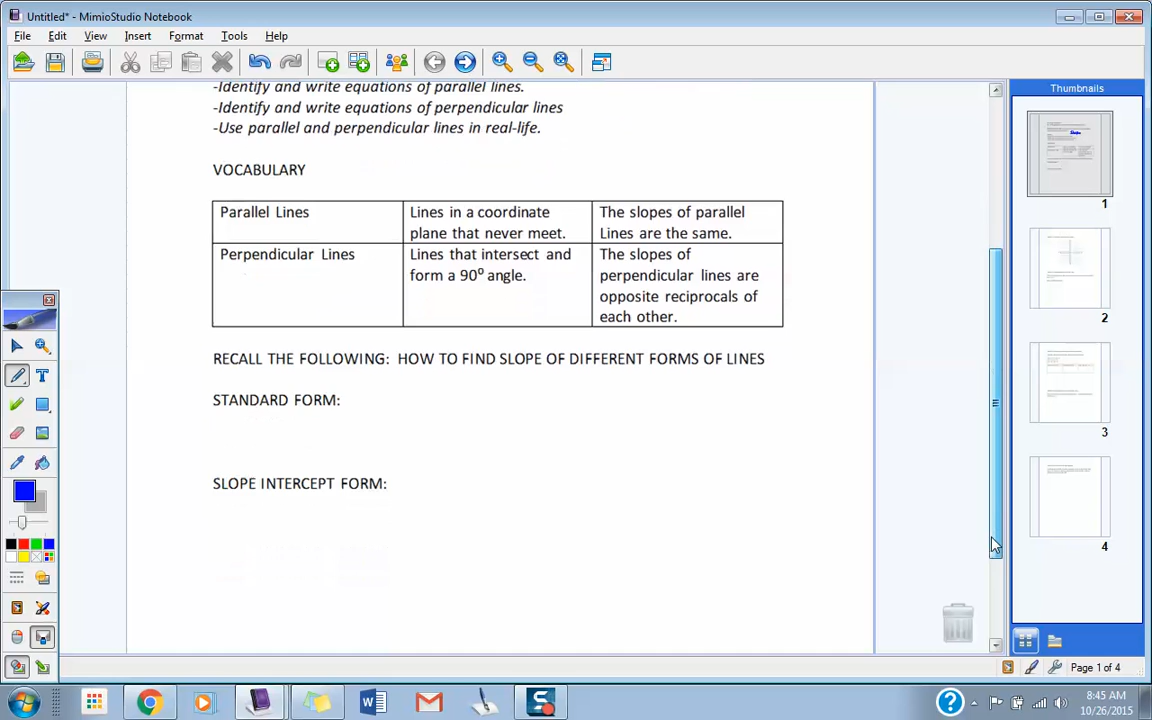 Untitled* - MimioStudio Notebook
File Edit View Insert Format Tools Help
-Identify and write equations of parallel lines.
-Identify and write equations of perpendicular lines
-Use parallel and perpendicular lines in real-life.
VOCABULARY
Parallel Lines
Lines in a coordinate
plane that never meet.
The slopes of parallel
Lines are the same.
Perpendicular Lines
Lines that intersect and
form a 90⁰ angle.
The slopes of
perpendicular lines are
opposite reciprocals of
each other.
RECALL THE FOLLOWING: HOW TO FIND SLOPE OF DIFFERENT FORMS OF LINES
STANDARD FORM:
SLOPE INTERCEPT FORM:
Thumbnails
Slope
1
2
3
4
Page 1 of 4
8:45 AM
10/26/2015